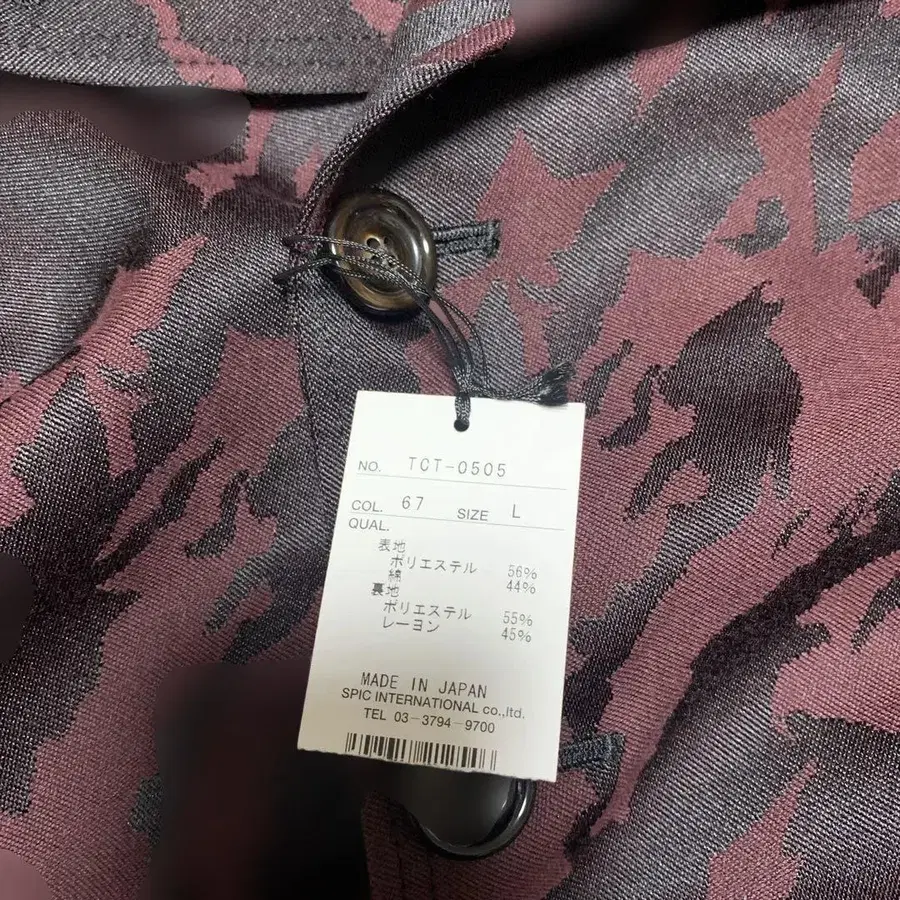 NO. TCT-0505
COL. 67 SIZE L
QUAL.
表地
ポリエステル 56%
綿 44%
裏地
ポリエステル 55%
レーヨン 45%
MADE IN JAPAN
SPIC INTERNATIONAL co.,ltd.
TEL 03-3794-9700